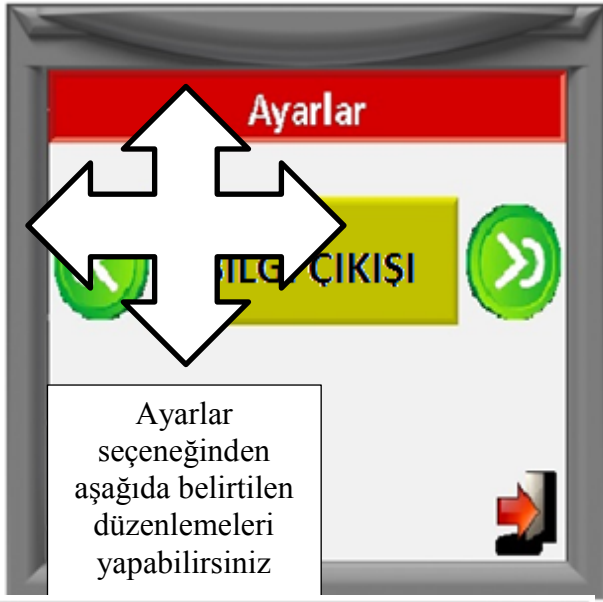 Ayarlar
ÇIKIŞI
Ayarlar
seçeneğinden
aşağıda belirtilen
düzenlemeleri
yapabilirsiniz